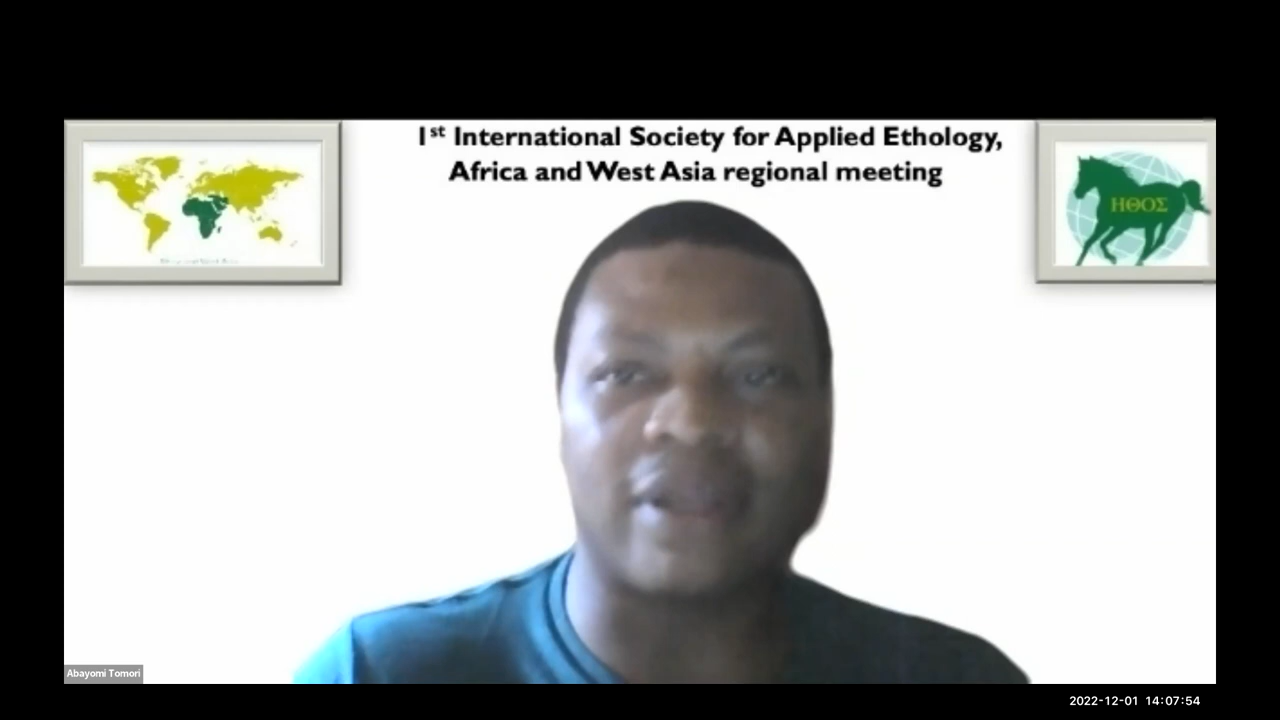 1st International Society for Applied Ethology,
Africa and West Asia regional meeting
ΗΘΟΣ
Abayomi Tomori
2022-12-01 14:07:54